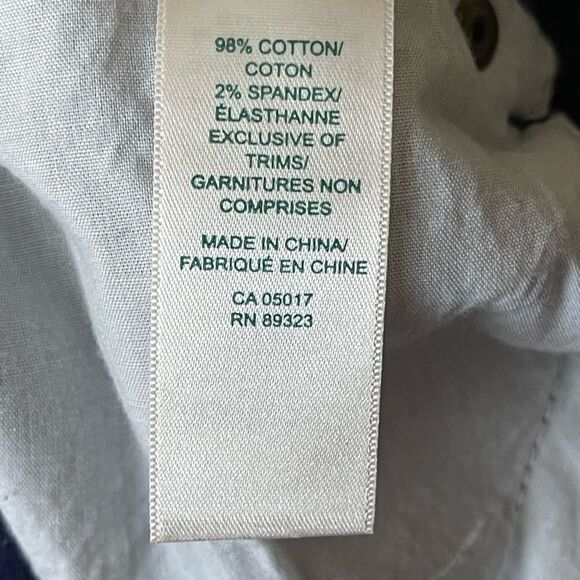 98% COTTON/
COTON
2% SPANDEX/
ÉLASTHANNE
EXCLUSIVE OF
TRIMS/
GARNITURES NON
COMPRISES
MADE IN CHINA/
FABRIQUÉ EN CHINE
CA 05017
RN 89323